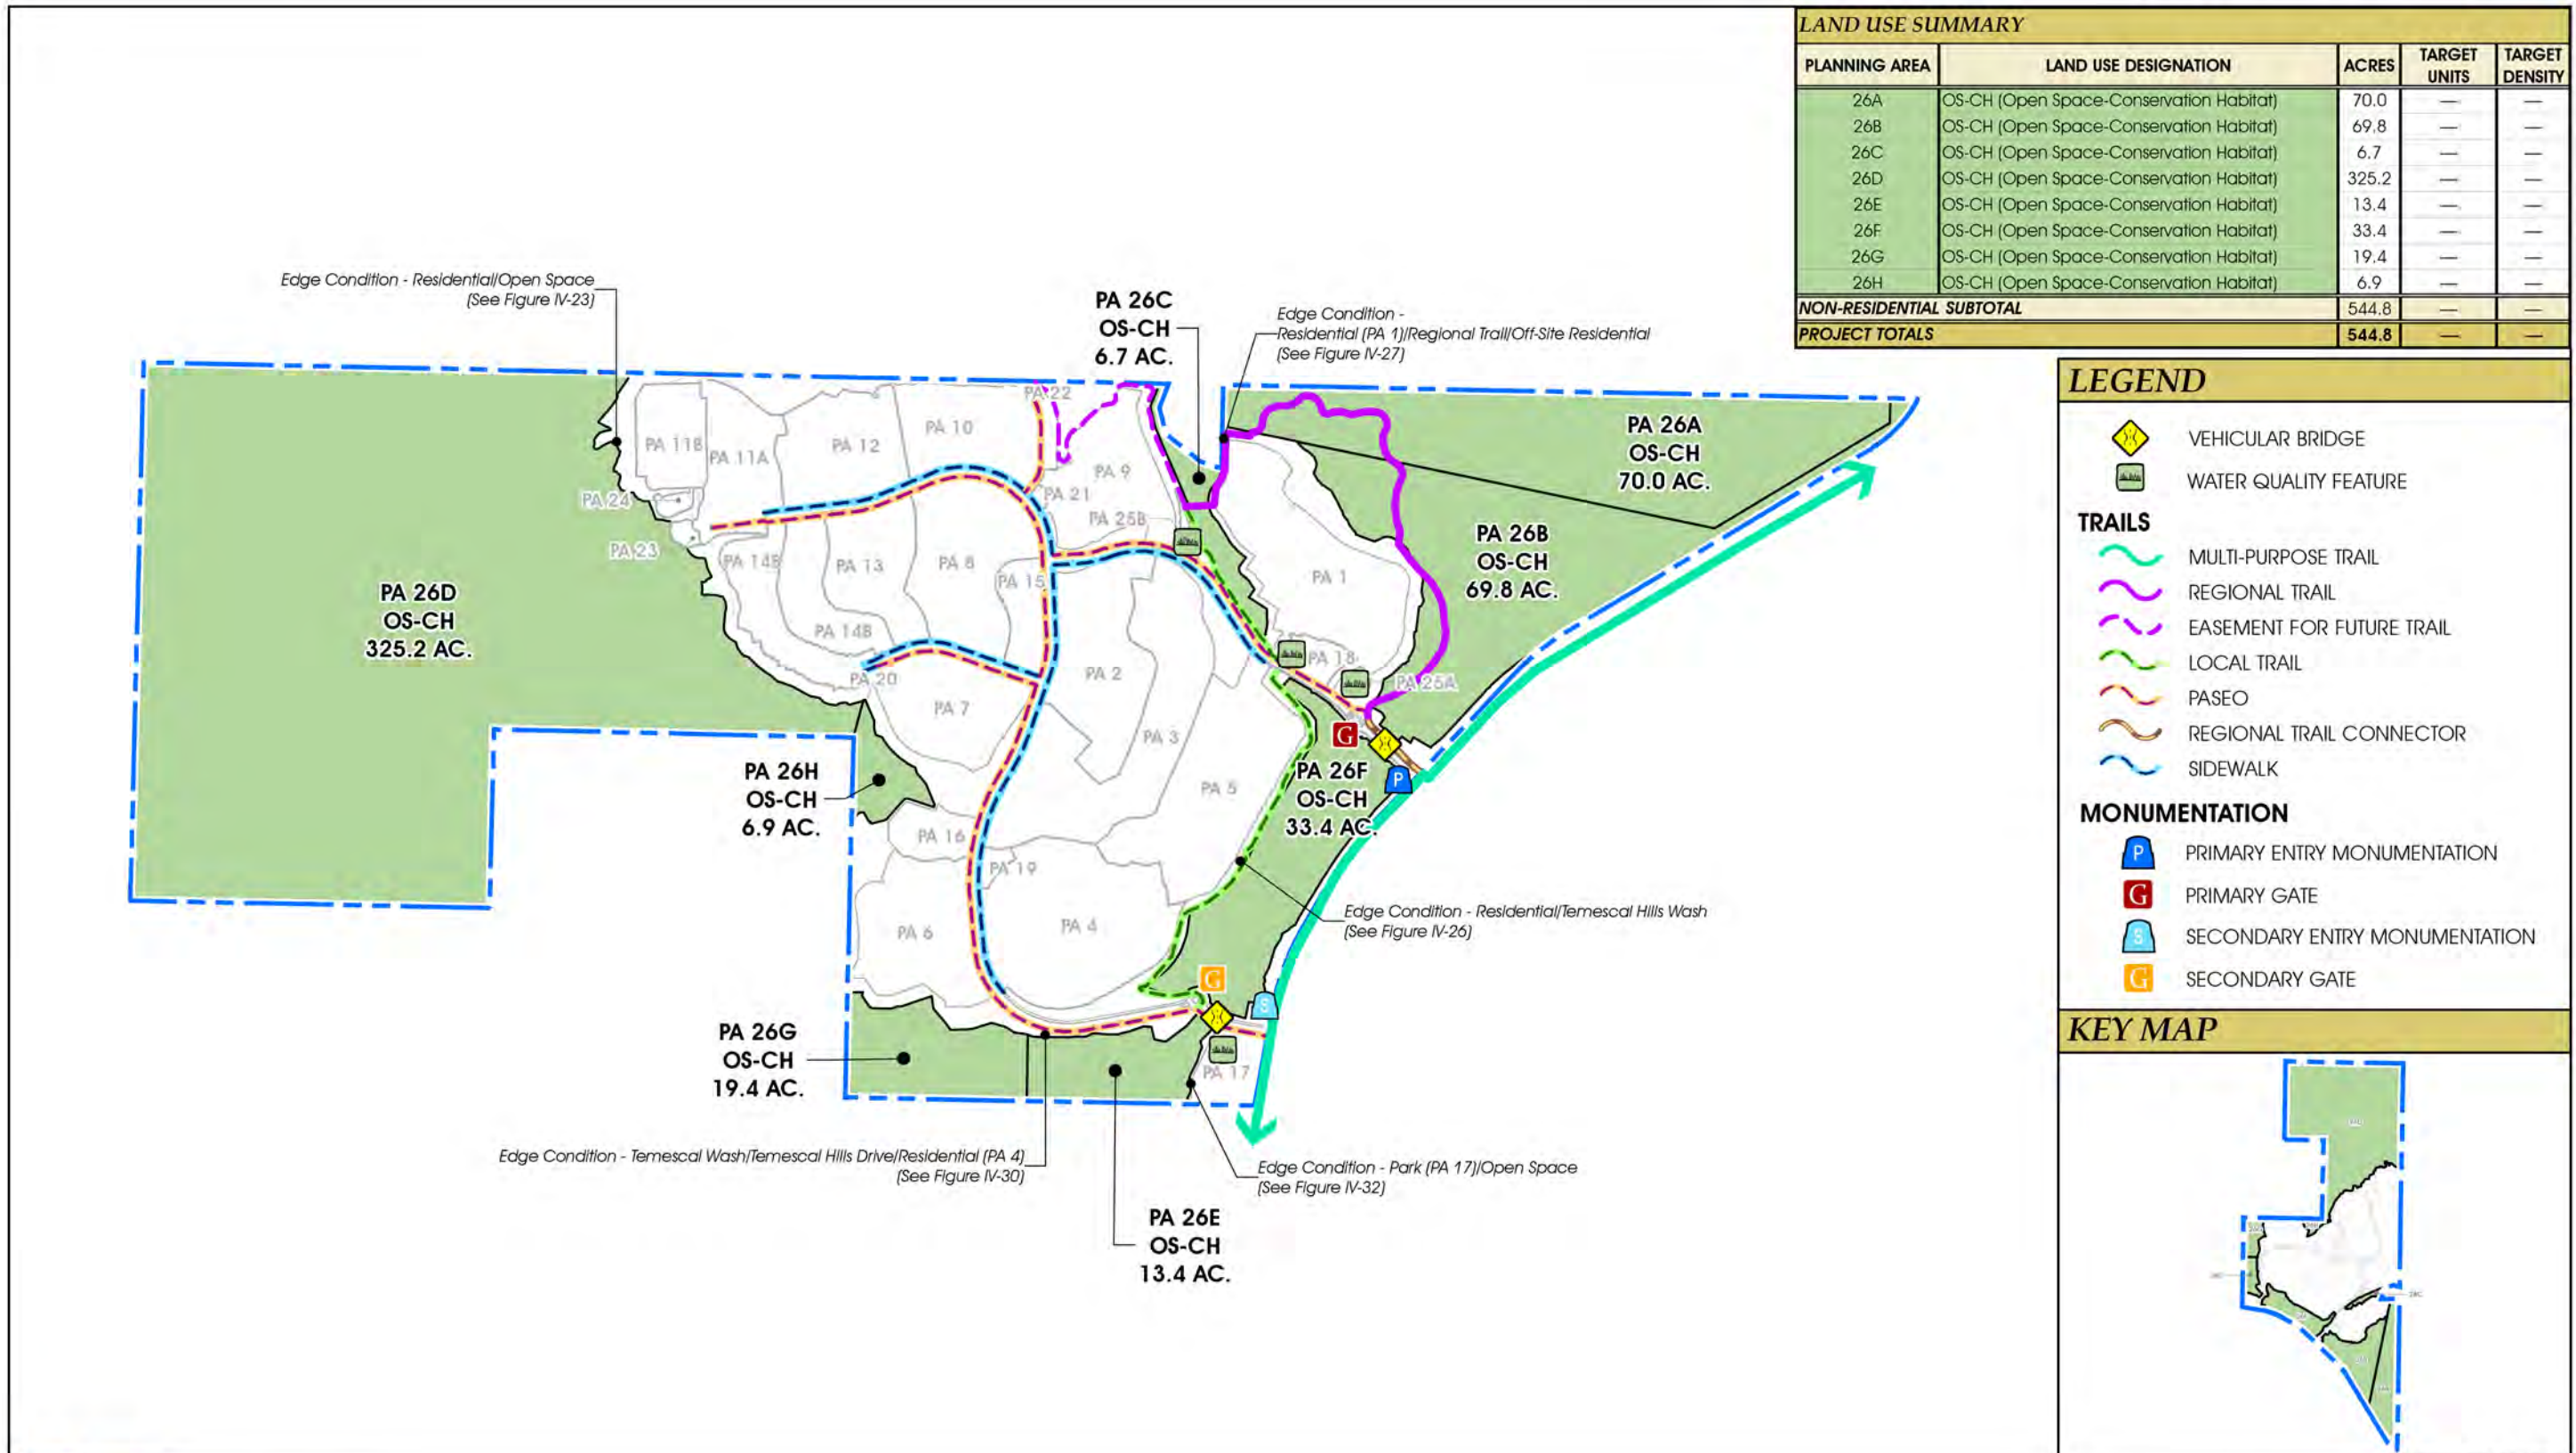 LAND USE SUMMARY
PLANNING AREA LAND USE DESIGNATION ACRES TARGET UNITS TARGET DENSITY
26A OS-CH (Open Space-Conservation Habitat) 70.0 — —
26B OS-CH (Open Space-Conservation Habitat) 69.8 — —
26C OS-CH (Open Space-Conservation Habitat) 6.7 — —
26D OS-CH (Open Space-Conservation Habitat) 325.2 — —
26E OS-CH (Open Space-Conservation Habitat) 13.4 — —
26F OS-CH (Open Space-Conservation Habitat) 33.4 — —
26G OS-CH (Open Space-Conservation Habitat) 19.4 — —
26H OS-CH (Open Space-Conservation Habitat) 6.9 — —
NON-RESIDENTIAL SUBTOTAL 544.8 — —
PROJECT TOTALS 544.8 — —
Edge Condition - Residential/Open Space
(See Figure IV-23)
PA 26C
OS-CH
6.7 AC.
Edge Condition -
Residential (PA 1)/Regional Trail/Off-Site Residential
(See Figure IV-27)
PA 26A
OS-CH
70.0 AC.
PA 26B
OS-CH
69.8 AC.
PA 22
PA 10
PA 12
PA 11B
PA 11A
PA 9
PA 21
PA 24
PA 25B
PA 23
PA 14B
PA 13
PA 8
PA 15
PA 1
PA 26D
OS-CH
325.2 AC.
PA 14B
PA 18
PA 2
PA 20
PA 25A
PA 7
PA 3
G
P
PA 26H
OS-CH
6.9 AC.
PA 5
PA 26F
OS-CH
33.4 AC.
PA 16
PA 19
PA 6
PA 4
Edge Condition - Residential/Temescal Hills Wash
(See Figure IV-26)
G
S
PA 26G
OS-CH
19.4 AC.
PA 17
Edge Condition - Temescal Wash/Temescal Hills Drive/Residential (PA 4)
(See Figure IV-30)
Edge Condition - Park (PA 17)/Open Space
(See Figure IV-32)
PA 26E
OS-CH
13.4 AC.
LEGEND
VEHICULAR BRIDGE
WATER QUALITY FEATURE
TRAILS
MULTI-PURPOSE TRAIL
REGIONAL TRAIL
EASEMENT FOR FUTURE TRAIL
LOCAL TRAIL
PASEO
REGIONAL TRAIL CONNECTOR
SIDEWALK
MONUMENTATION
P PRIMARY ENTRY MONUMENTATION
G PRIMARY GATE
S SECONDARY ENTRY MONUMENTATION
G SECONDARY GATE
KEY MAP